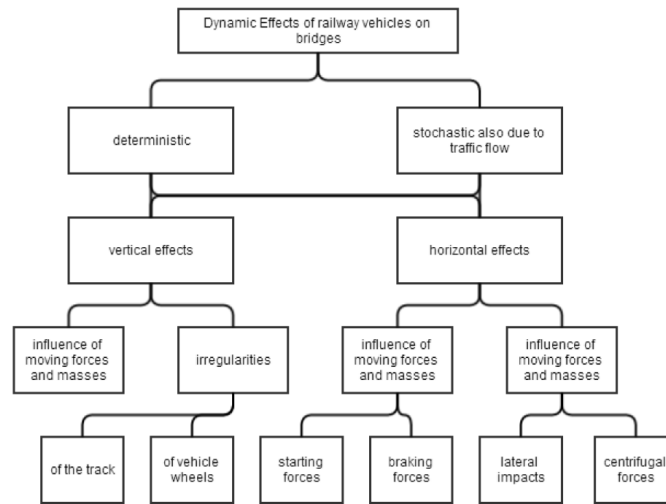 Dynamic Effects of railway vehicles on
bridges
deterministic
stochastic also due to
traffic flow
vertical effects
horizontal effects
influence of
moving forces
and masses
irregularities
influence of
moving forces
and masses
influence of
moving forces
and masses
of the track
of vehicle
wheels
starting
forces
braking
forces
lateral
impacts
centrifugal
forces